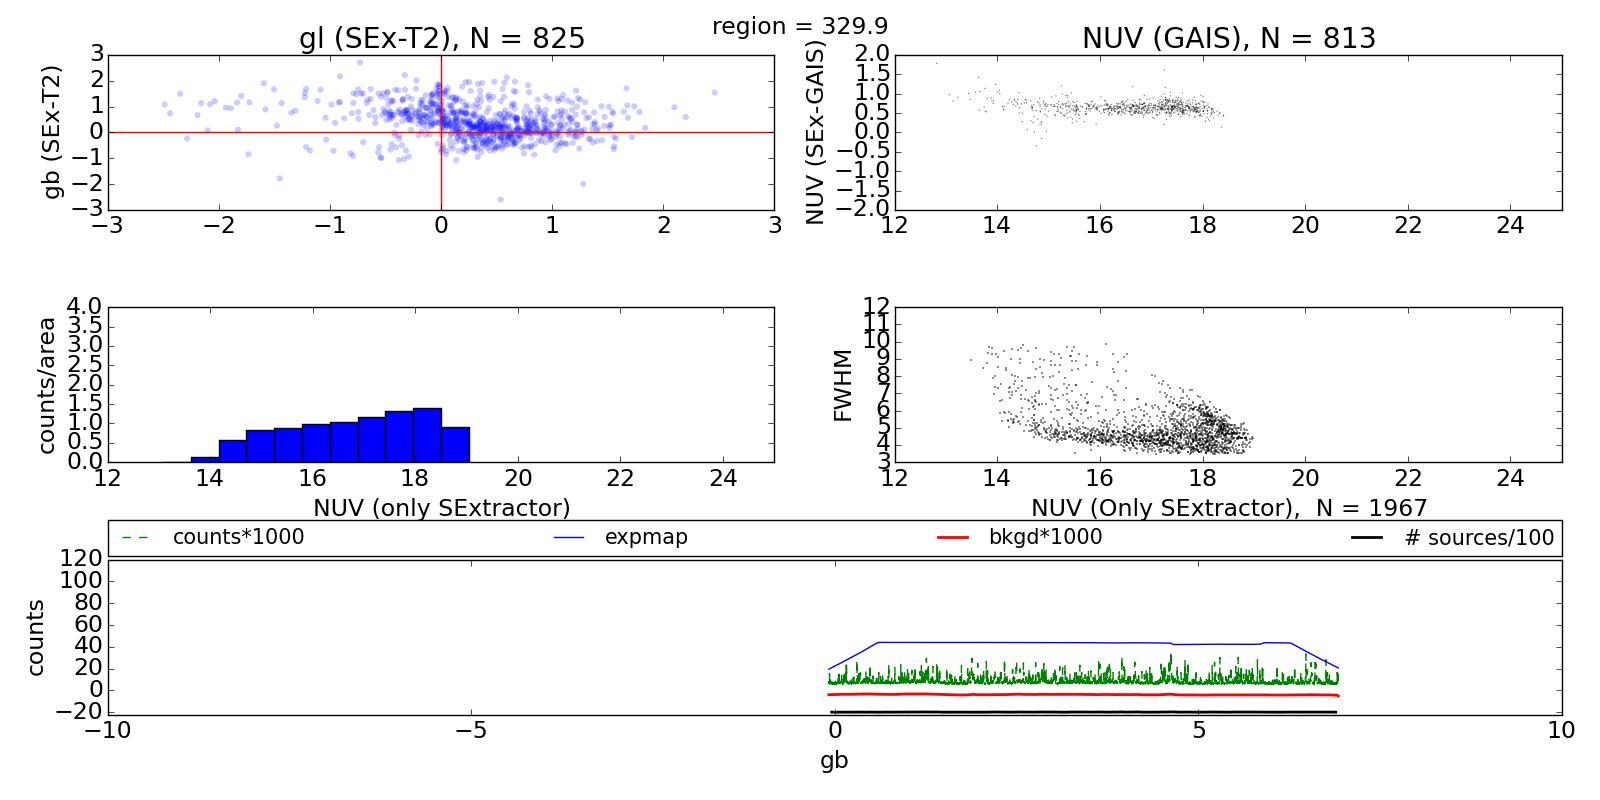 region = 329.9
gl (SEx-T2), N = 825
NUV (GAIS), N = 813
gb (SEx-T2)
3
2
1
0
−1
−2
−3
−3 −2 −1 0 1 2 3
NUV (SEx-GAIS)
2.0
1.5
1.0
0.5
0.0
−0.5
−1.0
−1.5
−2.0
12 14 16 18 20 22 24
counts/area
4.0
3.5
3.0
2.5
2.0
1.5
1.0
0.5
0.0
12 14 16 18 20 22 24
NUV (only SExtractor)
FWHM
12
11
10
9
8
7
6
5
4
3
12 14 16 18 20 22 24
NUV (Only SExtractor), N = 1967
counts*1000 expmap bkgd*1000 # sources/100
counts
120
100
80
60
40
20
0
−20
−10 −5 0 5 10
gb